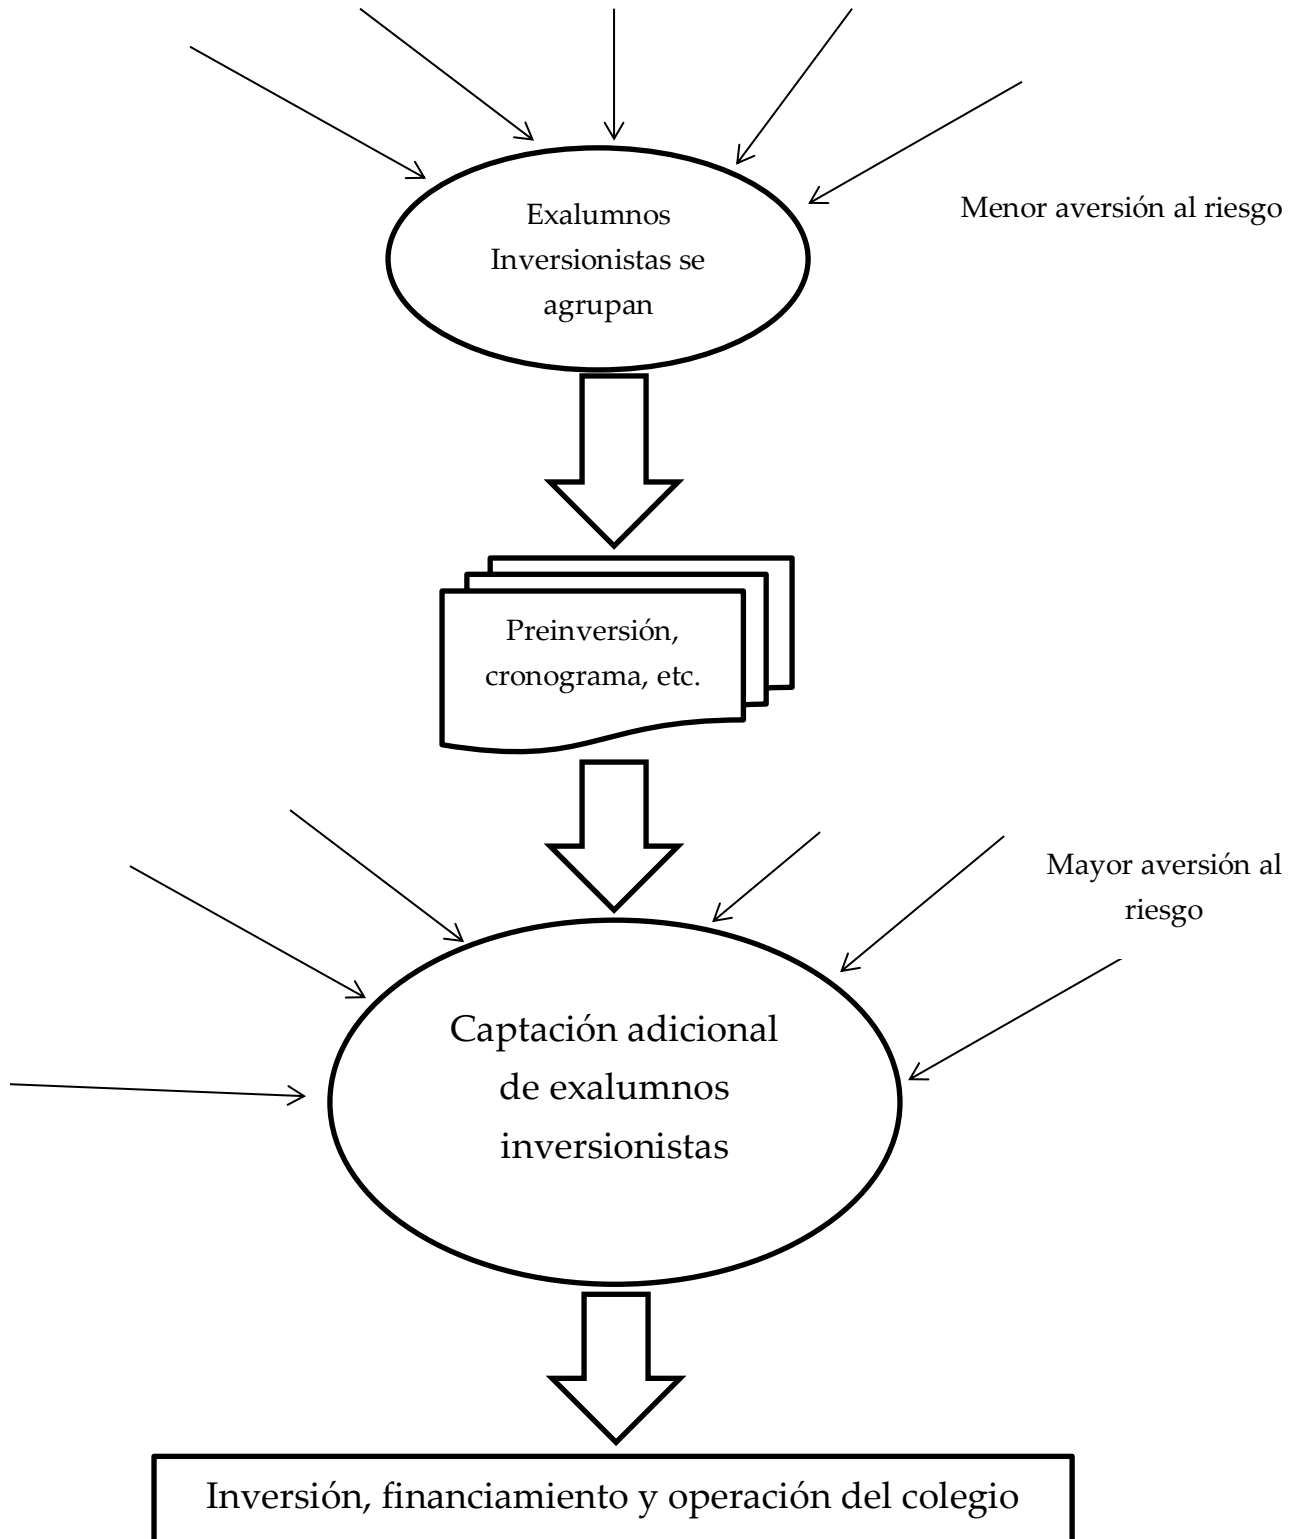 Exalumnos
Inversionistas se
agrupan
Menor aversión al riesgo
Preinversión,
cronograma, etc.
Mayor aversión al
riesgo
Captación adicional
de exalumnos
inversionistas
Inversión, financiamiento y operación del colegio